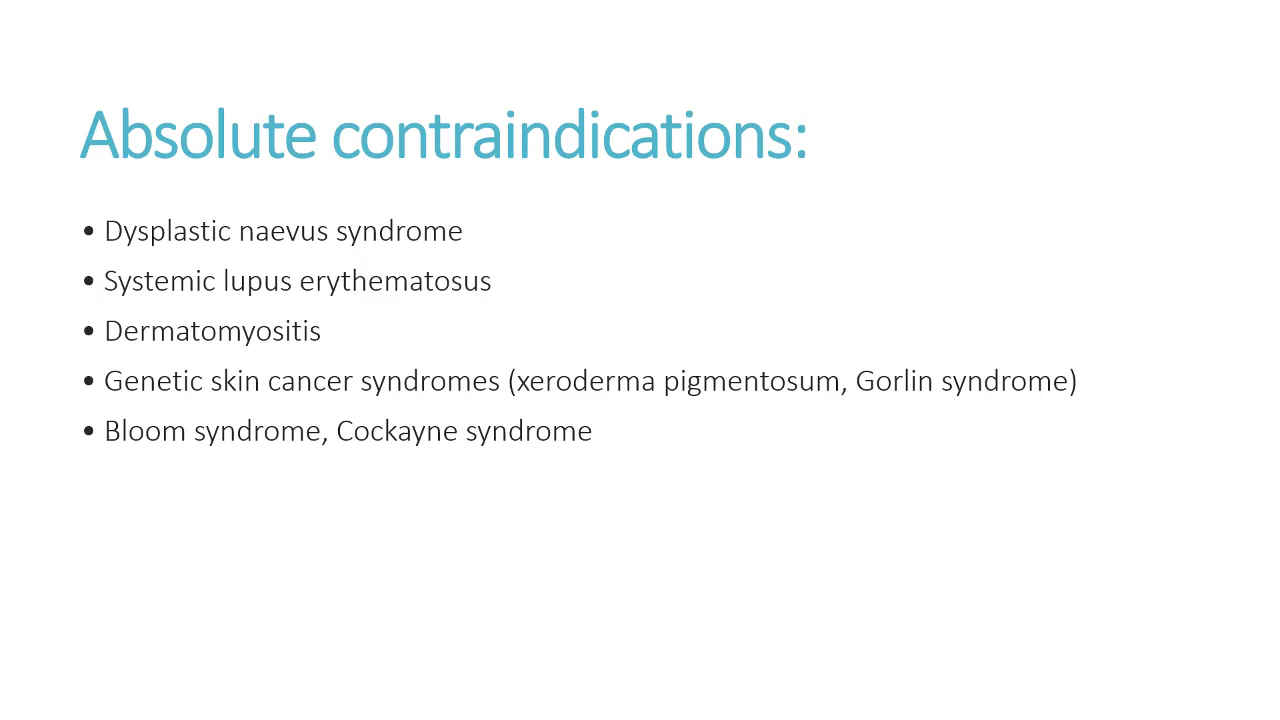 Absolute contraindications:
• Dysplastic naevus syndrome
• Systemic lupus erythematosus
• Dermatomyositis
• Genetic skin cancer syndromes (xeroderma pigmentosum, Gorlin syndrome)
• Bloom syndrome, Cockayne syndrome